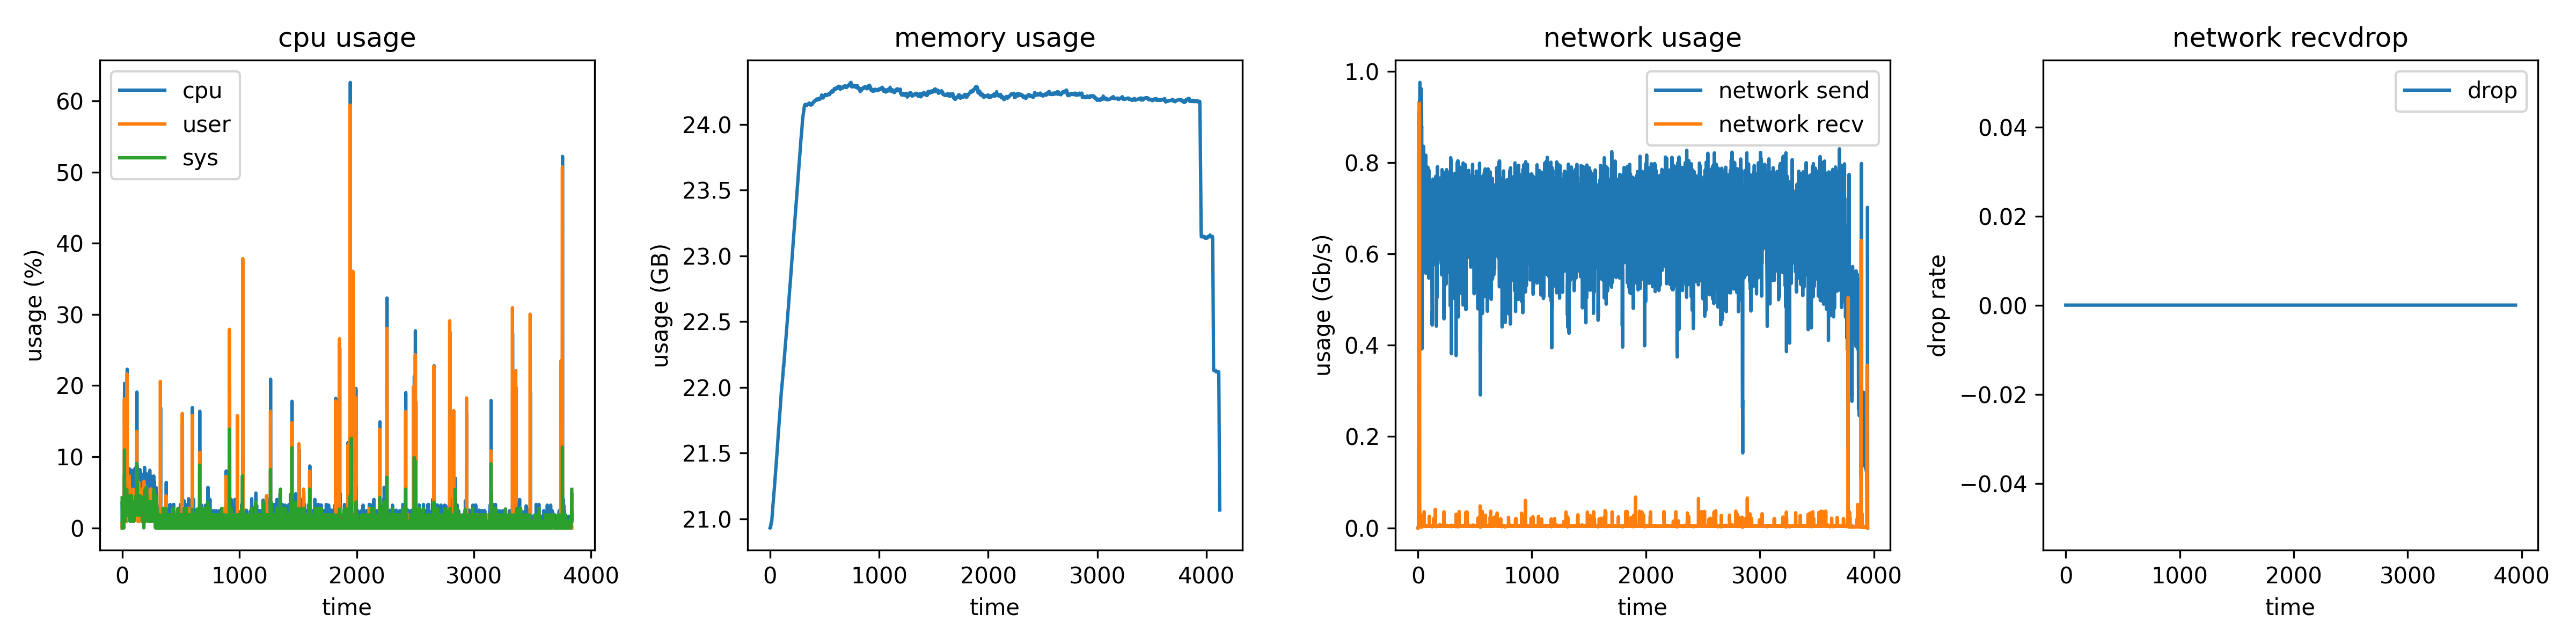 cpu usage
cpu
user
sys
60
50
40
30
20
10
0
usage (%)
0 1000 2000 3000 4000
time
memory usage
24.0
23.5
23.0
22.5
22.0
21.5
21.0
usage (GB)
0 1000 2000 3000 4000
time
network usage
network send
network recv
1.0
0.8
0.6
0.4
0.2
0.0
usage (Gb/s)
0 1000 2000 3000 4000
time
network recvdrop
drop
0.04
0.02
0.00
−0.02
−0.04
drop rate
0 1000 2000 3000 4000
time